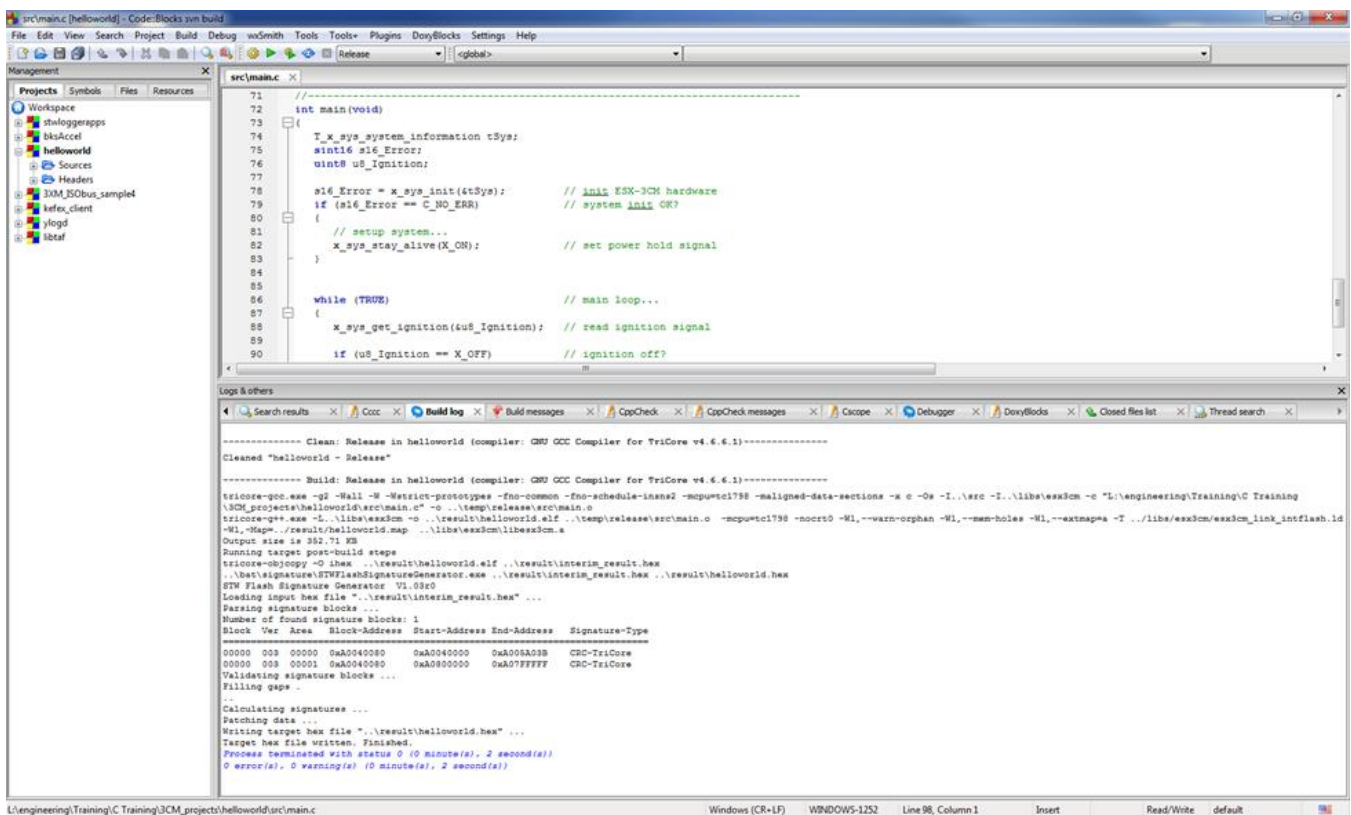 src\main.c [helloworld] - Code::Blocks svn build
File Edit View Search Project Build Debug wxSmith Tools Tools+ Plugins DoxyBlocks Settings Help
Release <global>
Management
Projects Symbols Files Resources
Workspace
stwloggerapps
bksAccel
helloworld
Sources
Headers
3XM_ISObus_sample4
kefex_client
ylogd
libtaf
src\main.c
71 //--------------------------------------------------------------------------------
72 int main(void)
73 {
74 T_x_sys_system_information tSys;
75 sint16 s16_Error;
76 uint8 u8_Ignition;
77
78 s16_Error = x_sys_init(&tSys); // init ESX-3CM hardware
79 if (s16_Error == C_NO_ERR) // system init OK?
80 {
81 // setup system...
82 x_sys_stay_alive(X_ON); // set power hold signal
83 }
84
85
86 while (TRUE) // main loop...
87 {
88 x_sys_get_ignition(&u8_Ignition); // read ignition signal
89
90 if (u8_Ignition == X_OFF) // ignition off?
Logs & others
Search results Cccc Build log Build messages CppCheck CppCheck messages Cscope Debugger DoxyBlocks Closed files list Thread search
-------------- Clean: Release in helloworld (compiler: GNU GCC Compiler for TriCore v4.6.6.1)---------------
Cleaned "helloworld - Release"
-------------- Build: Release in helloworld (compiler: GNU GCC Compiler for TriCore v4.6.6.1)---------------
tricore-gcc.exe -g2 -Wall -W -Wstrict-prototypes -fno-common -fno-schedule-insns2 -mcpu=tc1798 -maligned-data-sections -x c -Os -I..\src -I..\libs\esx3cm -c "L:\engineering\Training\C Training
\3CM_projects\helloworld\src\main.c" -o ..\temp\release\src\main.o
tricore-g++.exe -L..\libs\esx3cm -o ..\result\helloworld.elf ..\temp\release\src\main.o -mcpu=tc1798 -nocrt0 -Wl,--warn-orphan -Wl,--mem-holes -Wl,--extmap=a -T ../libs/esx3cm/esx3cm_link_intflash.ld
-Wl,-Map=../result/helloworld.map ..\libs\esx3cm\libesx3cm.a
Output size is 352.71 KB
Running target post-build steps
tricore-objcopy -O ihex ..\result\helloworld.elf ..\result\interim_result.hex
..\bat\signature\STWFlashSignatureGenerator.exe ..\result\interim_result.hex ..\result\helloworld.hex
STW Flash Signature Generator V1.03r0
Loading input hex file "..\result\interim_result.hex" ...
Parsing signature blocks ...
Number of found signature blocks: 1
Block Ver Area Block-Address Start-Address End-Address Signature-Type
======================================================================
00000 003 00000 0xA0040080 0xA0040000 0xA005A03B CRC-TriCore
00000 003 00001 0xA0040080 0xA0800000 0xA07FFFFF CRC-TriCore
Validating signature blocks ...
Filling gaps .
..
Calculating signatures ...
Patching data ...
Writing target hex file "..\result\helloworld.hex" ...
Target hex file written. Finished.
Process terminated with status 0 (0 minute(s), 2 second(s))
0 error(s), 0 warning(s) (0 minute(s), 2 second(s))
L:\engineering\Training\C Training\3CM_projects\helloworld\src\main.c Windows (CR+LF) WINDOWS-1252 Line 98, Column 1 Insert Read/Write default